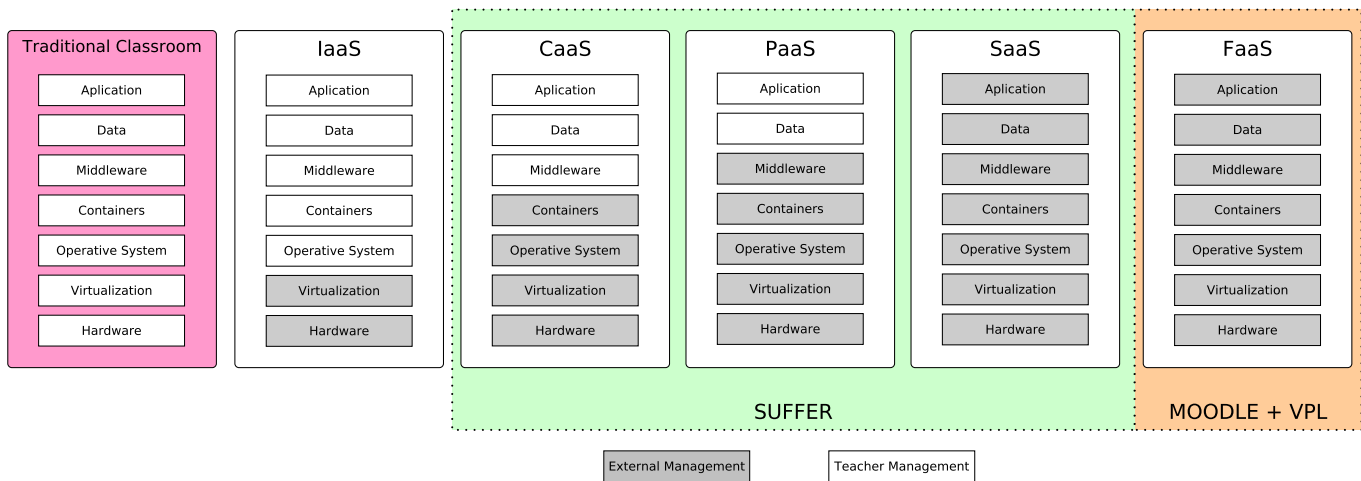 Traditional Classroom
Aplication
Data
Middleware
Containers
Operative System
Virtualization
Hardware
IaaS
Aplication
Data
Middleware
Containers
Operative System
Virtualization
Hardware
CaaS
Aplication
Data
Middleware
Containers
Operative System
Virtualization
Hardware
PaaS
Aplication
Data
Middleware
Containers
Operative System
Virtualization
Hardware
SaaS
Aplication
Data
Middleware
Containers
Operative System
Virtualization
Hardware
FaaS
Aplication
Data
Middleware
Containers
Operative System
Virtualization
Hardware
SUFFER
MOODLE + VPL
External Management
Teacher Management